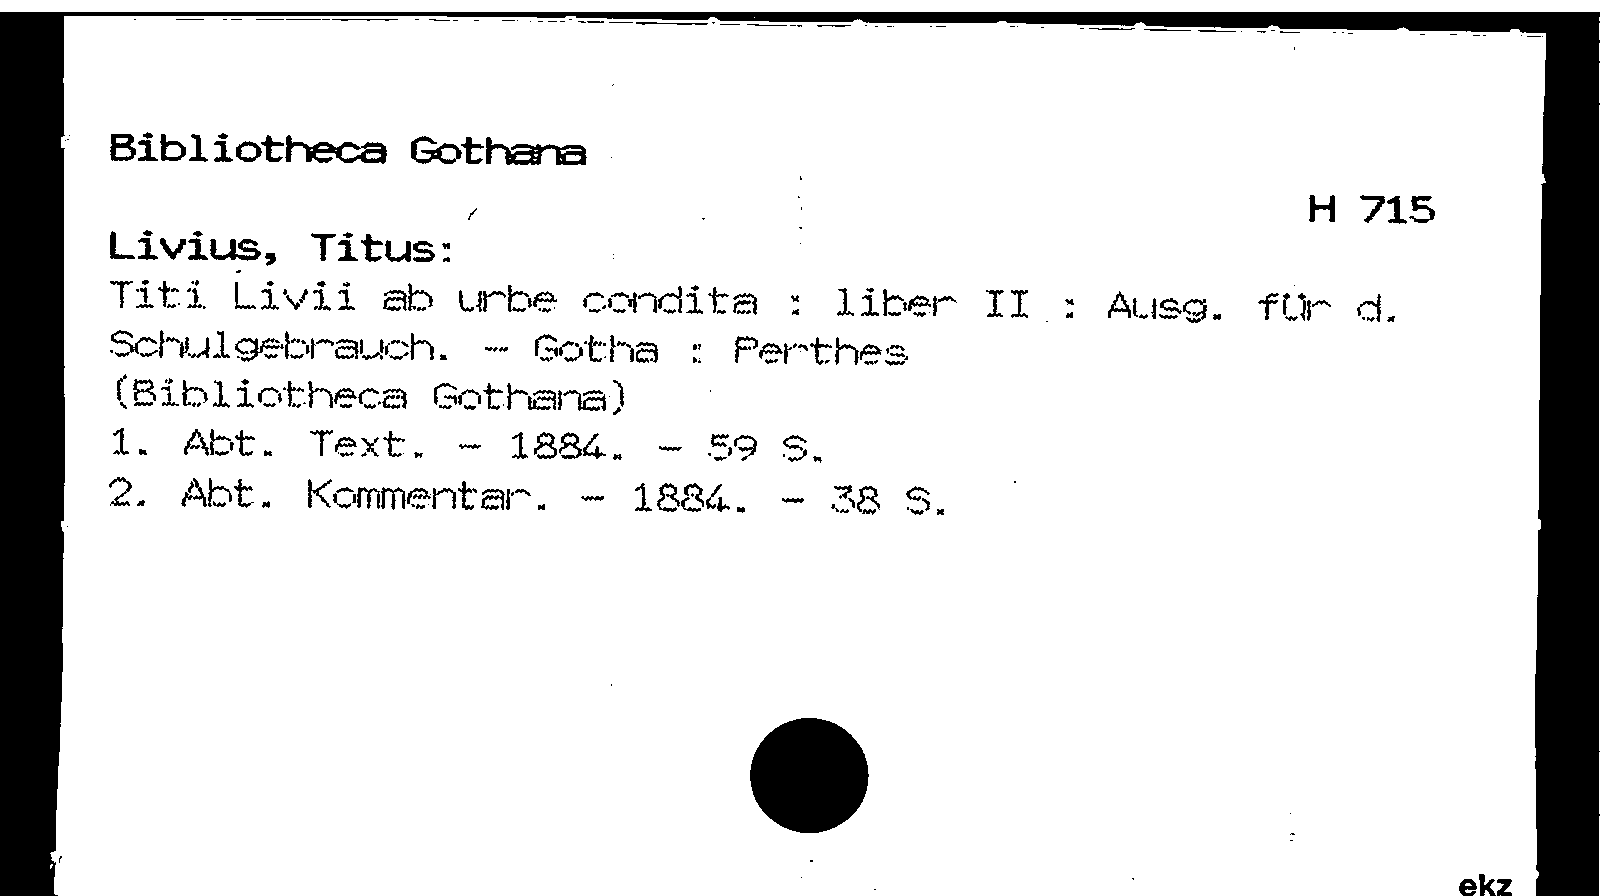 Bibliotheca Gothana
H 715
Livius, Titus:
Titi Livii ab urbe condita : liber II : Ausg. für d.
Schulgebrauch. - Gotha : Perthes
(Bibliotheca Gothana)
1. Abt. Text. - 1884. - 59 S.
2. Abt. Kommentar. - 1884. - 38 S.
ekz